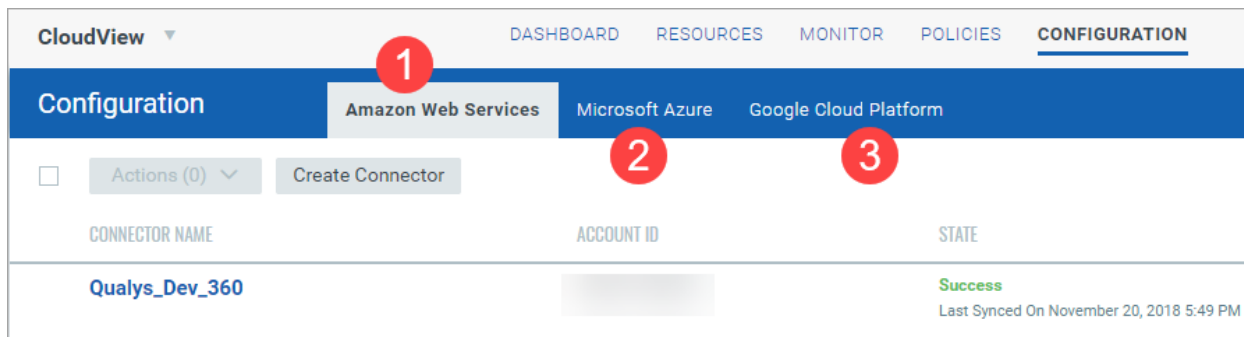 CloudView DASHBOARD RESOURCES MONITOR POLICIES CONFIGURATION
1
Configuration Amazon Web Services Microsoft Azure Google Cloud Platform
2 3
Actions (0) Create Connector
CONNECTOR NAME ACCOUNT ID STATE
Qualys_Dev_360 Success
Last Synced On November 20, 2018 5:49 PM